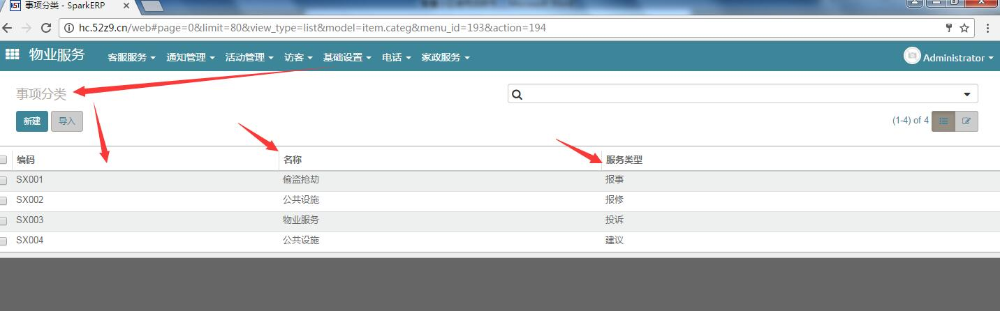 事项分类 - SparkERP
hc.52z9.cn/web#page=0&limit=80&view_type=list&model=item.categ&menu_id=193&action=194
物业服务 客服服务 通知管理 活动管理 访客 基础设置 电话 家政服务 Administrator
事项分类
新建 导入 (1-4) of 4
编码 名称 服务类型
SX001 偷盗抢劫 报事
SX002 公共设施 报修
SX003 物业服务 投诉
SX004 公共设施 建议